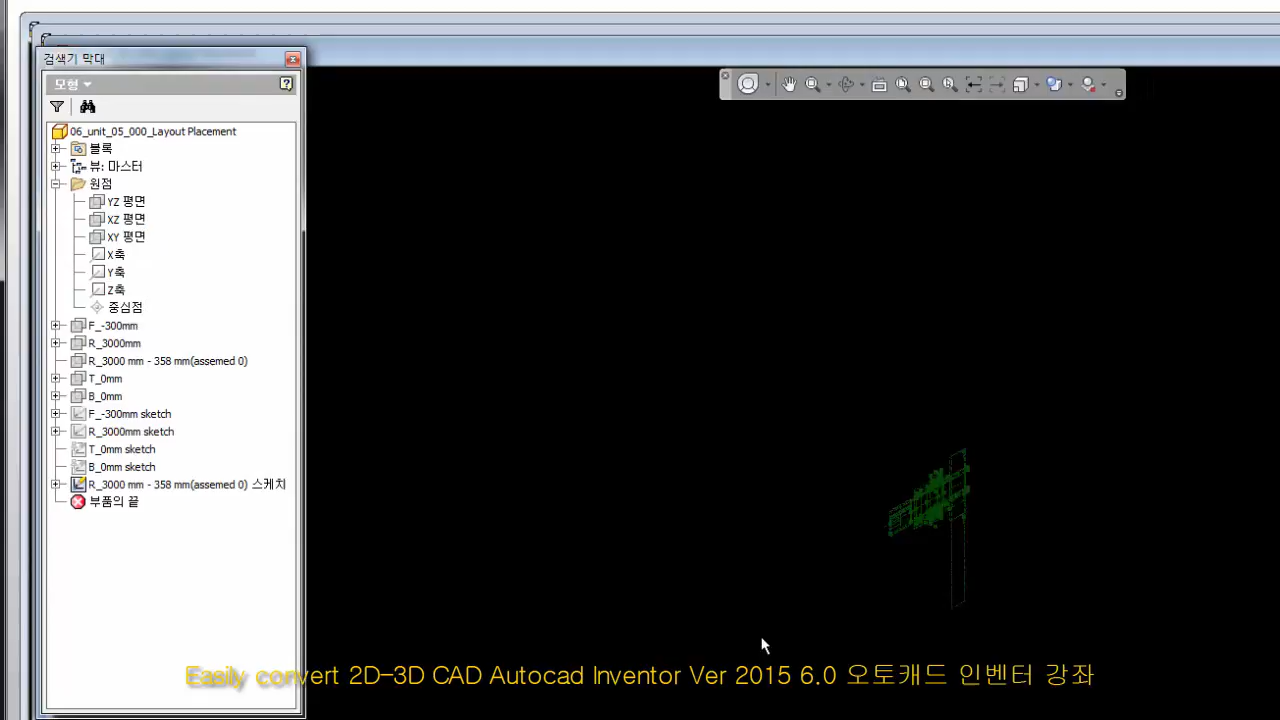 검색기 막대
모형
06_unit_05_000_Layout Placement
블록
뷰: 마스터
원점
YZ 평면
XZ 평면
XY 평면
X축
Y축
Z축
중심점
F_-300mm
R_3000mm
R_3000 mm - 358 mm(assemed 0)
T_0mm
B_0mm
F_-300mm sketch
R_3000mm sketch
T_0mm sketch
B_0mm sketch
R_3000 mm - 358 mm(assemed 0) 스케치
부품의 끝
Easily convert 2D-3D CAD Autocad Inventor Ver 2015 6.0 오토캐드 인벤터 강좌